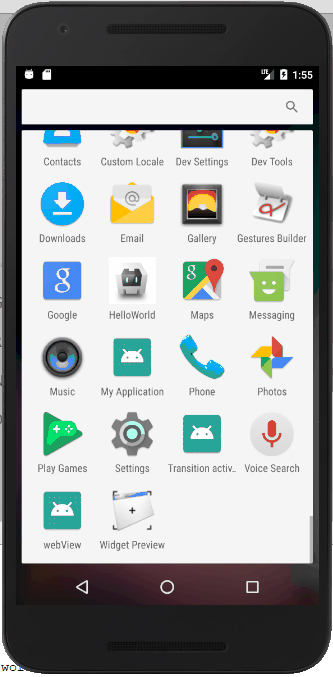 LTE 1:55
Contacts Custom Locale Dev Settings Dev Tools
Downloads Email Gallery Gestures Builder
Google HelloWorld Maps Messaging
Music My Application Phone Photos
Play Games Settings Transition activ.. Voice Search
webView Widget Preview